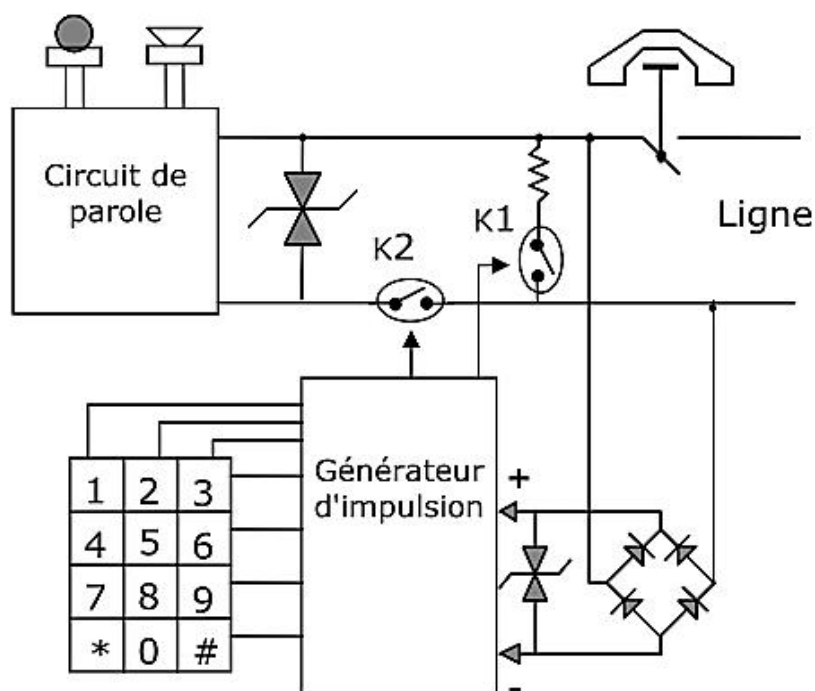 Circuit de
parole
K2
K1
Ligne
Générateur
d'impulsion
+
-
1 2 3
4 5 6
7 8 9
* 0 #